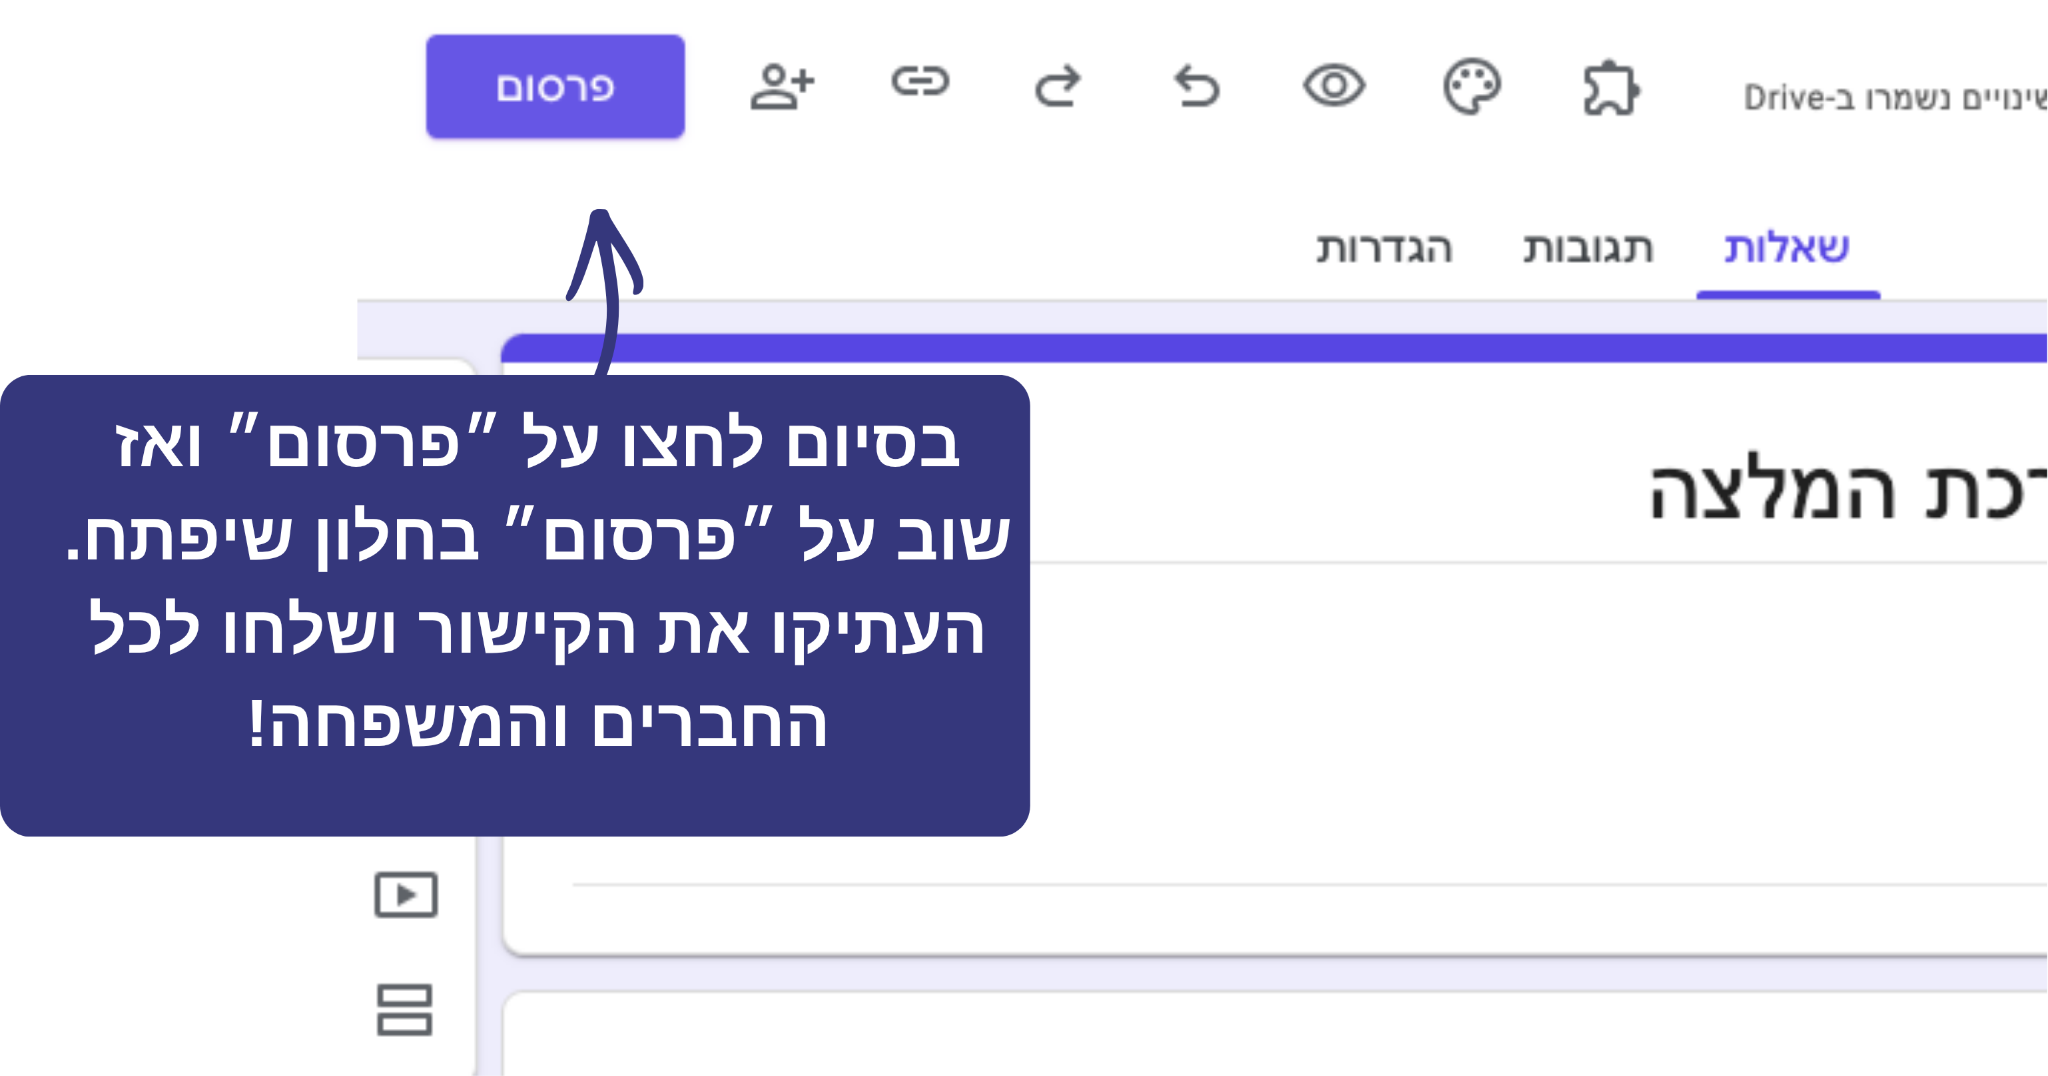 פרסום
שינויים נשמרו ב-Drive
שאלות
תגובות
הגדרות
המלצה
בסיום לחצו על ״פרסום״ ואז
שוב על ״פרסום״ בחלון שיפתח.
העתיקו את הקישור ושלחו לכל
החברים והמשפחה!